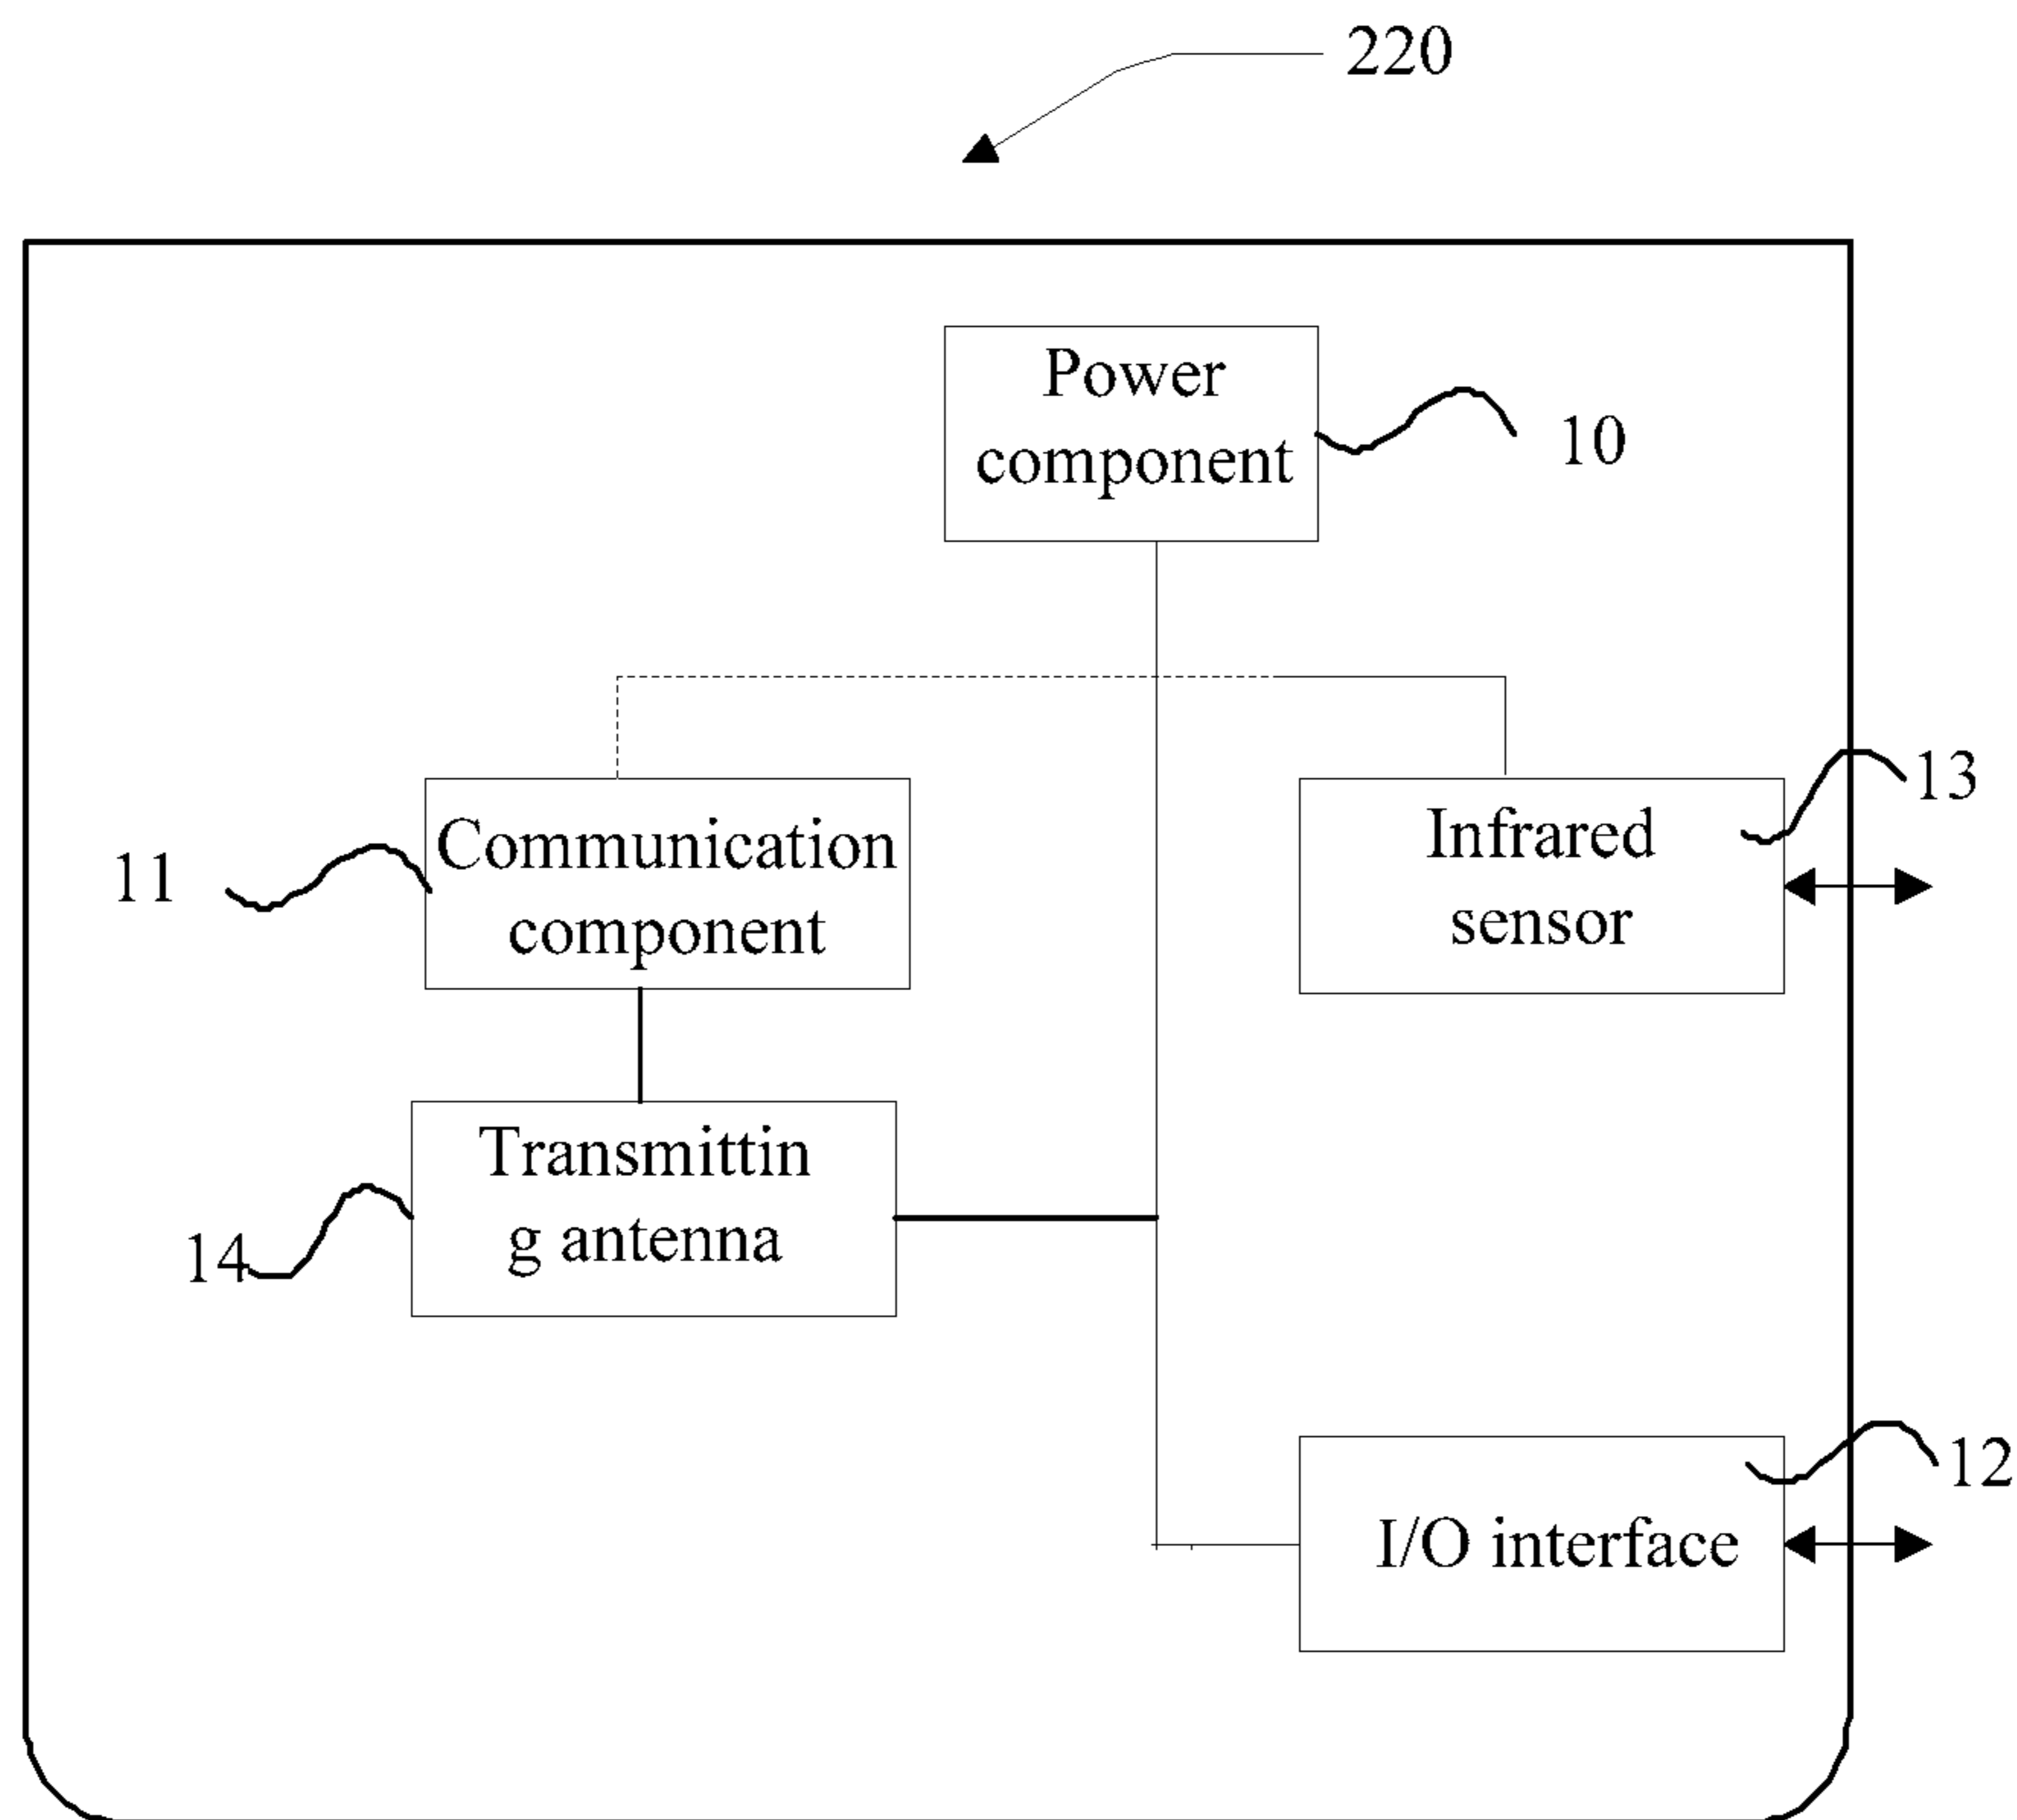 220
Power
component
10
11
Communication
component
Infrared
sensor
13
14
Transmittin
g antenna
I/O interface
12